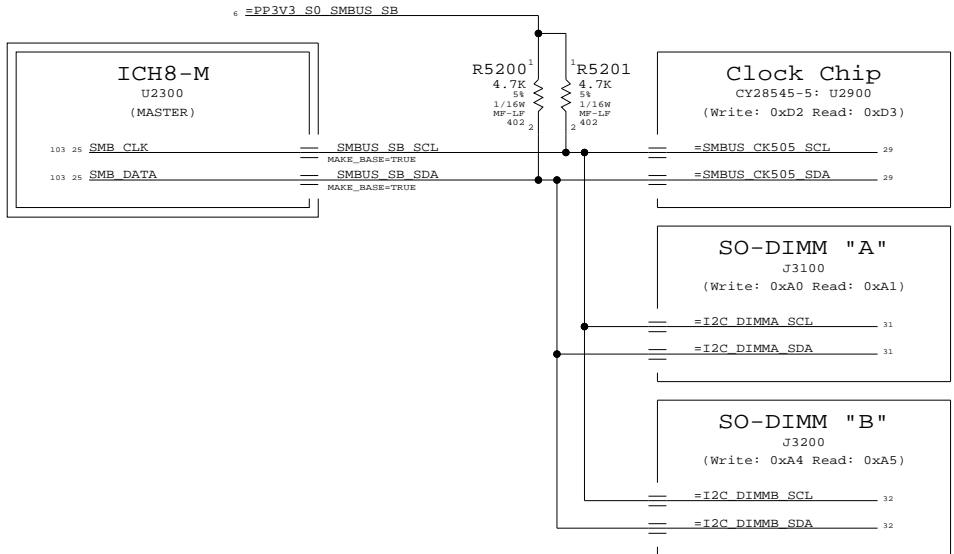 6 =PP3V3_S0_SMBUS_SB
ICH8-M
U2300
(MASTER)
103 25 SMB_CLK
SMBUS_SB_SCL
MAKE_BASE=TRUE
103 25 SMB_DATA
SMBUS_SB_SDA
MAKE_BASE=TRUE
R5200
4.7K
5%
1/16W
MF-LF
402
1
2
R5201
4.7K
5%
1/16W
MF-LF
402
1
2
Clock Chip
CY28545-5: U2900
(Write: 0xD2 Read: 0xD3)
=SMBUS_CK505_SCL 29
=SMBUS_CK505_SDA 29
SO-DIMM "A"
J3100
(Write: 0xA0 Read: 0xA1)
=I2C_DIMMA_SCL 31
=I2C_DIMMA_SDA 31
SO-DIMM "B"
J3200
(Write: 0xA4 Read: 0xA5)
=I2C_DIMMB_SCL 32
=I2C_DIMMB_SDA 32